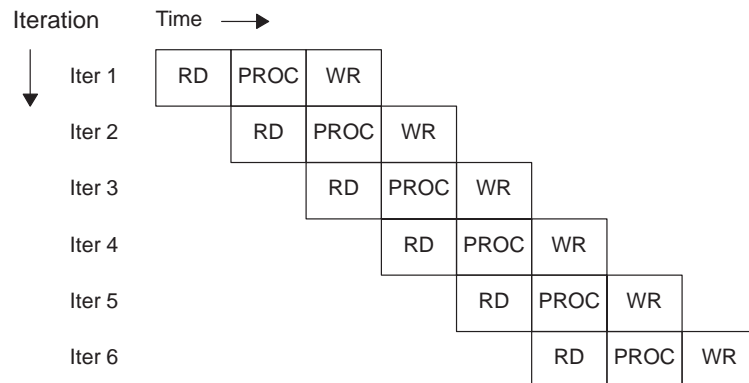 Iteration Time
Iter 1 RD PROC WR
Iter 2 RD PROC WR
Iter 3 RD PROC WR
Iter 4 RD PROC WR
Iter 5 RD PROC WR
Iter 6 RD PROC WR